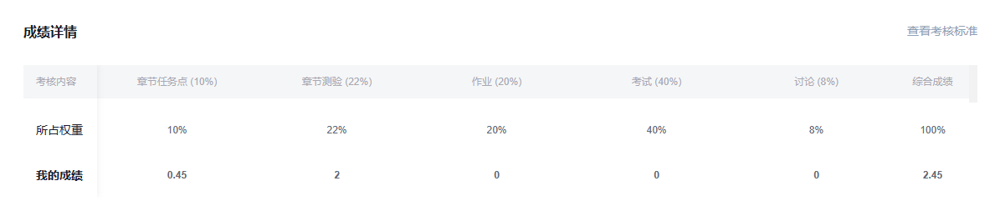 成绩详情 查看考核标准
考核内容 章节任务点 (10%) 章节测验 (22%) 作业 (20%) 考试 (40%) 讨论 (8%) 综合成绩
所占权重 10% 22% 20% 40% 8% 100%
我的成绩 0.45 2 0 0 0 2.45